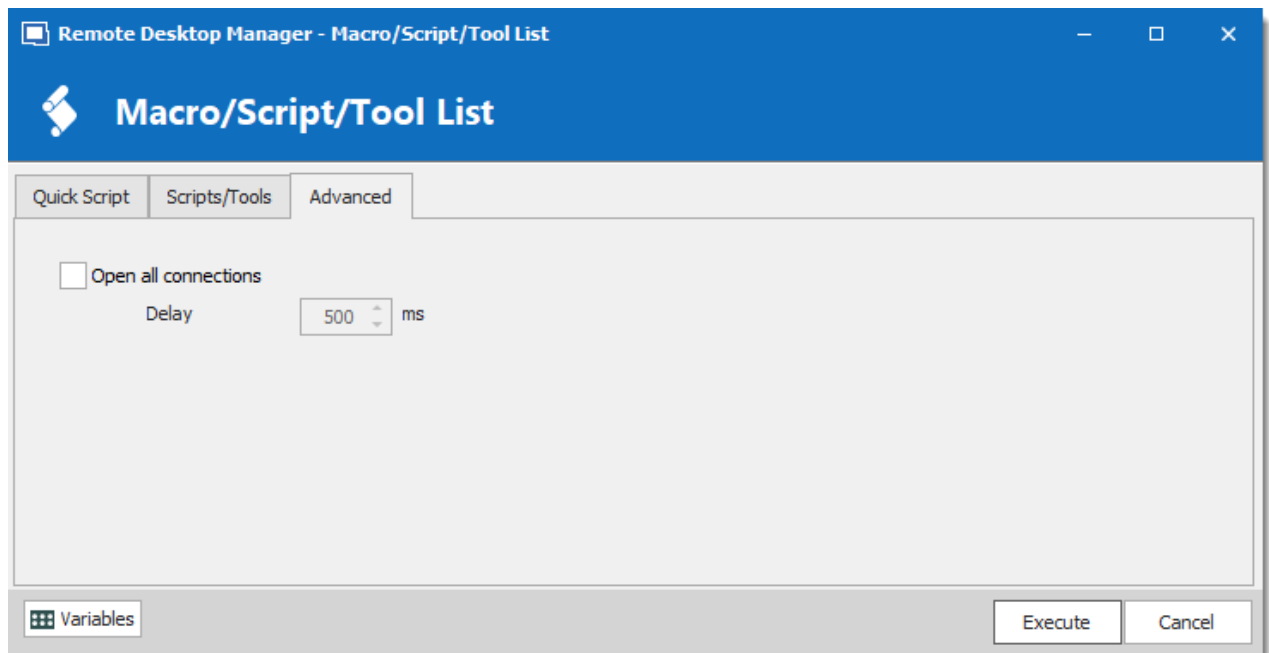 Remote Desktop Manager - Macro/Script/Tool List
Macro/Script/Tool List
Quick Script Scripts/Tools Advanced
Open all connections
Delay 500 ms
Variables Execute Cancel